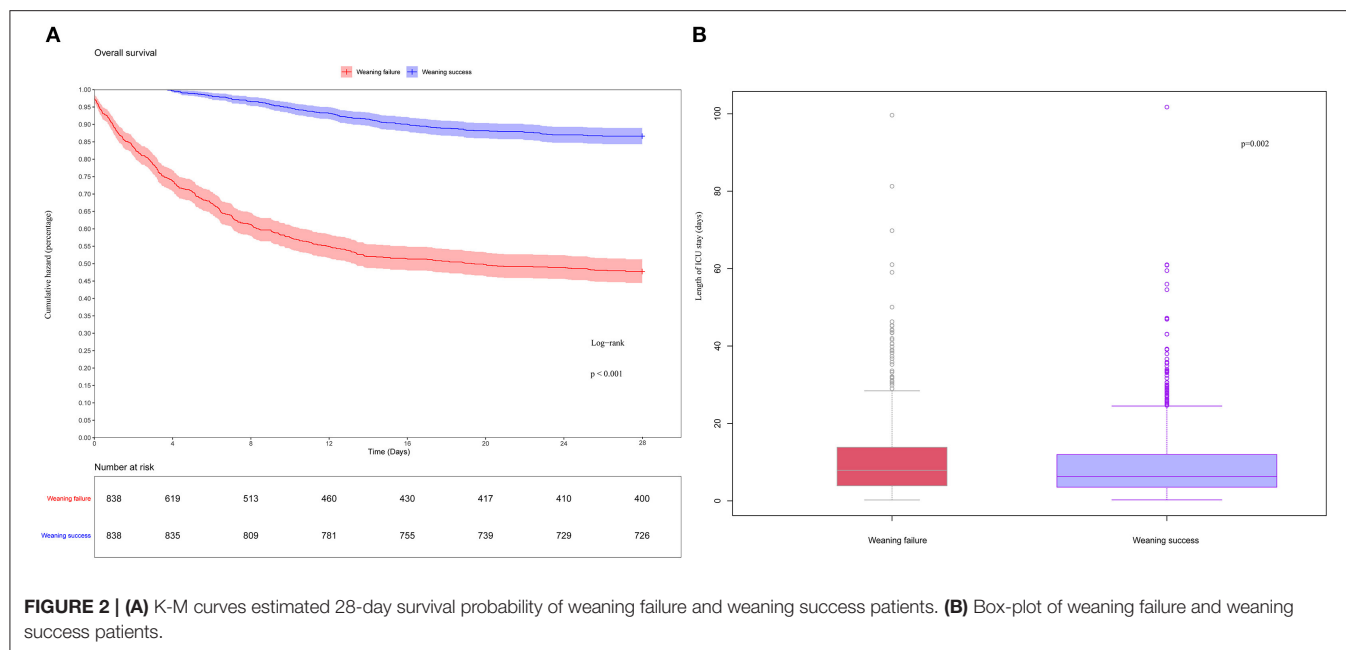 A
Overall survival
Weaning failure Weaning success
1.00
0.95
0.90
0.85
0.80
0.75
0.70
0.65
0.60
0.55
0.50
0.45
0.40
0.35
0.30
0.25
0.20
0.15
0.10
0.05
0.00
Cumulative hazard (percentage)
Log-rank
p < 0.001
0 4 8 12 16 20 24 28
Time (Days)
Number at risk
Weaning failure 838 619 513 460 430 417 410 400
Weaning success 838 835 809 781 755 739 729 726
B
Length of ICU stay (days)
100
80
60
40
20
0
p=0.002
Weaning failure Weaning success
FIGURE 2 | (A) K-M curves estimated 28-day survival probability of weaning failure and weaning success patients. (B) Box-plot of weaning failure and weaning
success patients.